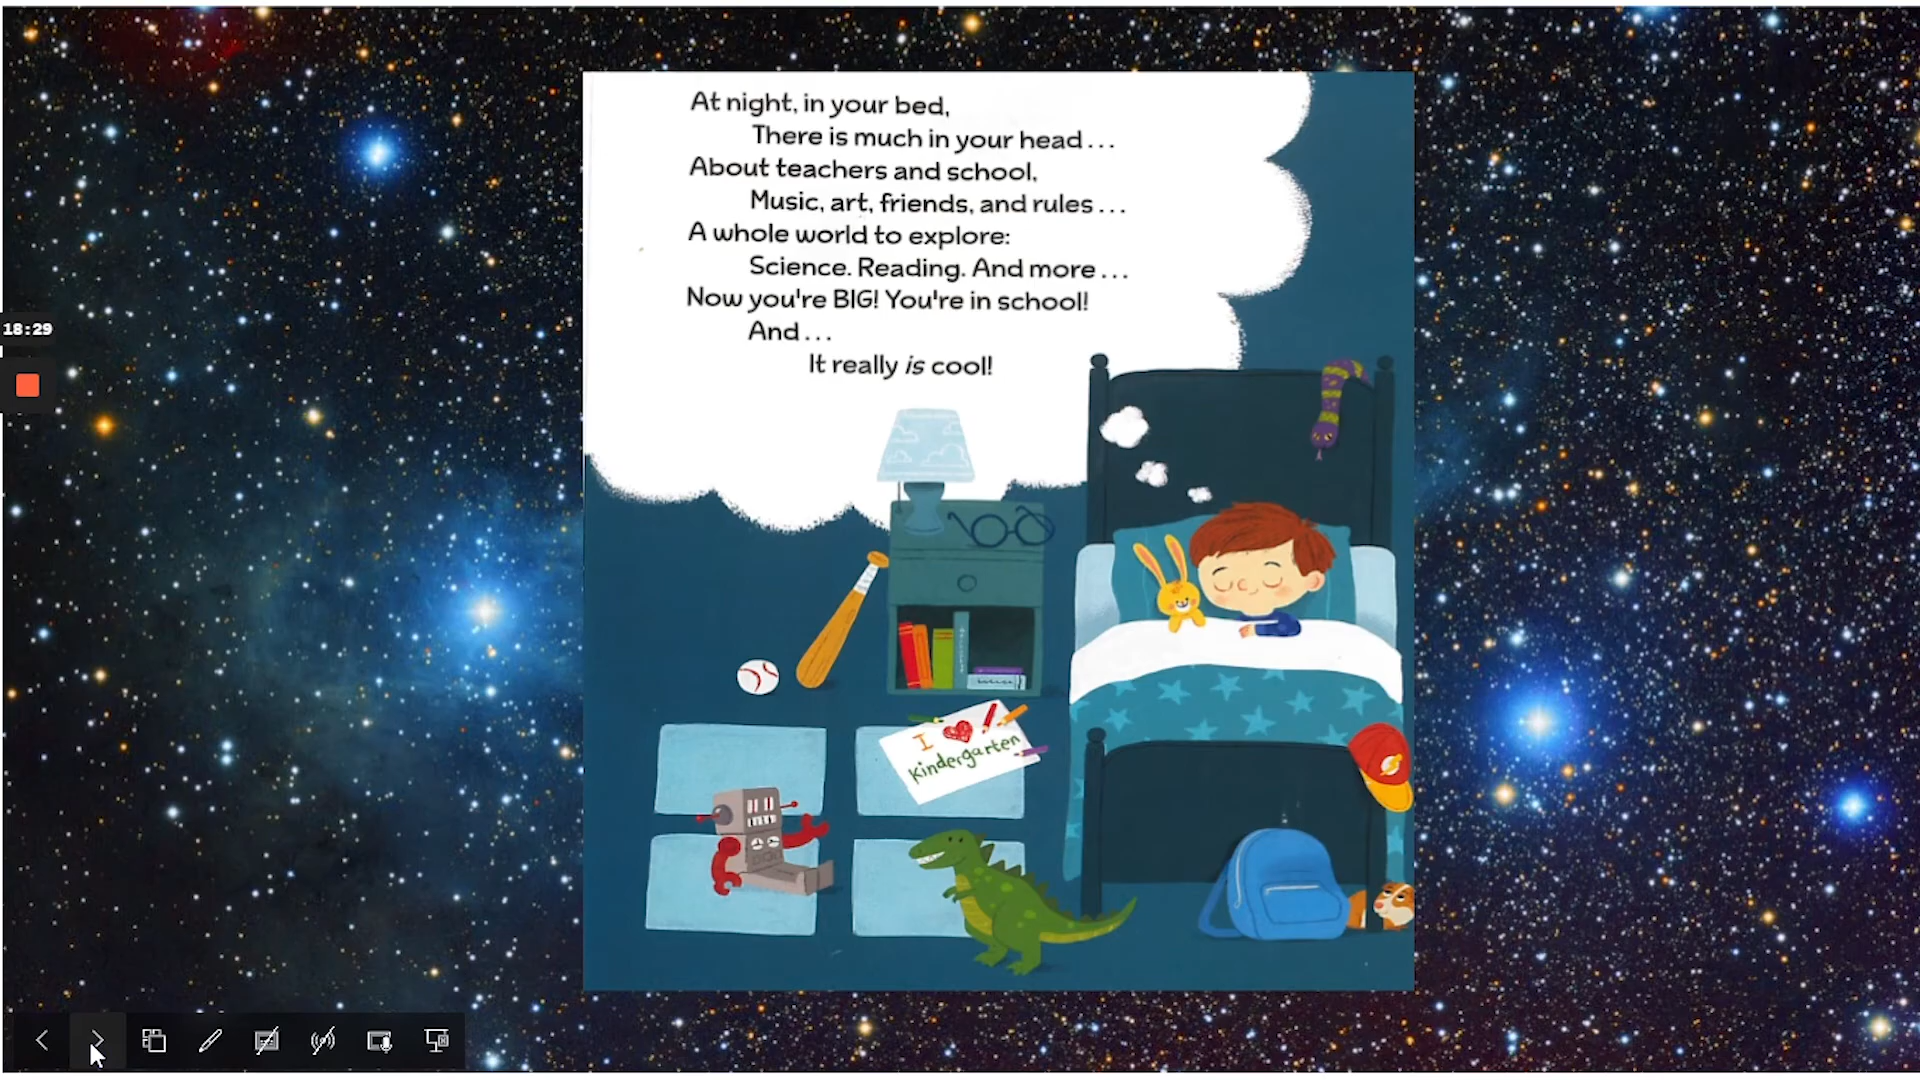 At night, in your bed,
There is much in your head...
About teachers and school,
Music, art, friends, and rules...
A whole world to explore:
Science. Reading. And more...
Now you're BIG! You're in school!
And...
It really is cool!
18:29
I
kindergarten